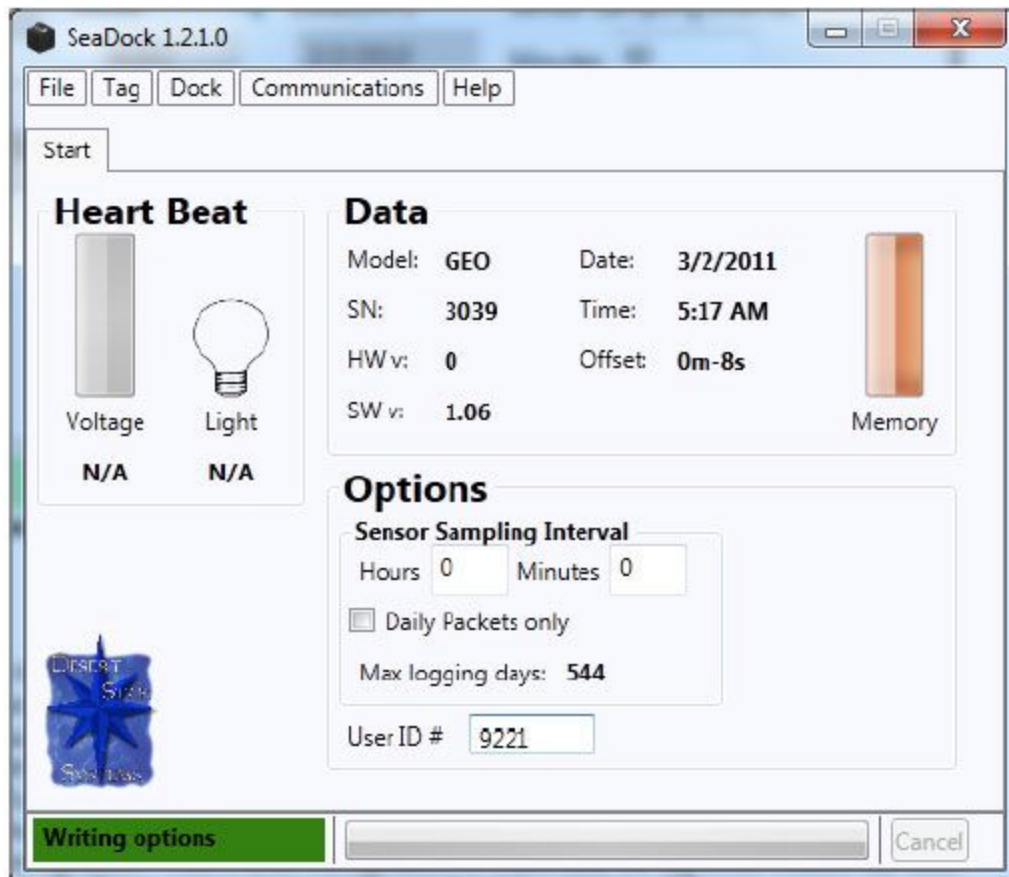 SeaDock 1.2.1.0
File Tag Dock Communications Help
Start
Heart Beat
Voltage Light
N/A N/A
Data
Model: GEO Date: 3/2/2011
SN: 3039 Time: 5:17 AM
HW v: 0 Offset: 0m-8s
SW v: 1.06
Memory
Options
Sensor Sampling Interval
Hours 0 Minutes 0
Daily Packets only
Max logging days: 544
User ID # 9221
DESERT
STAR
SYSTEMS
Writing options
Cancel